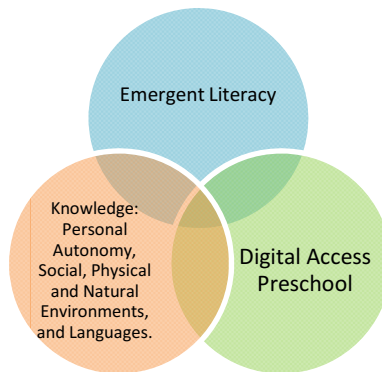 Emergent Literacy
Knowledge:
Personal
Autonomy,
Social, Physical
and Natural
Environments,
and Languages.
Digital Access
Preschool